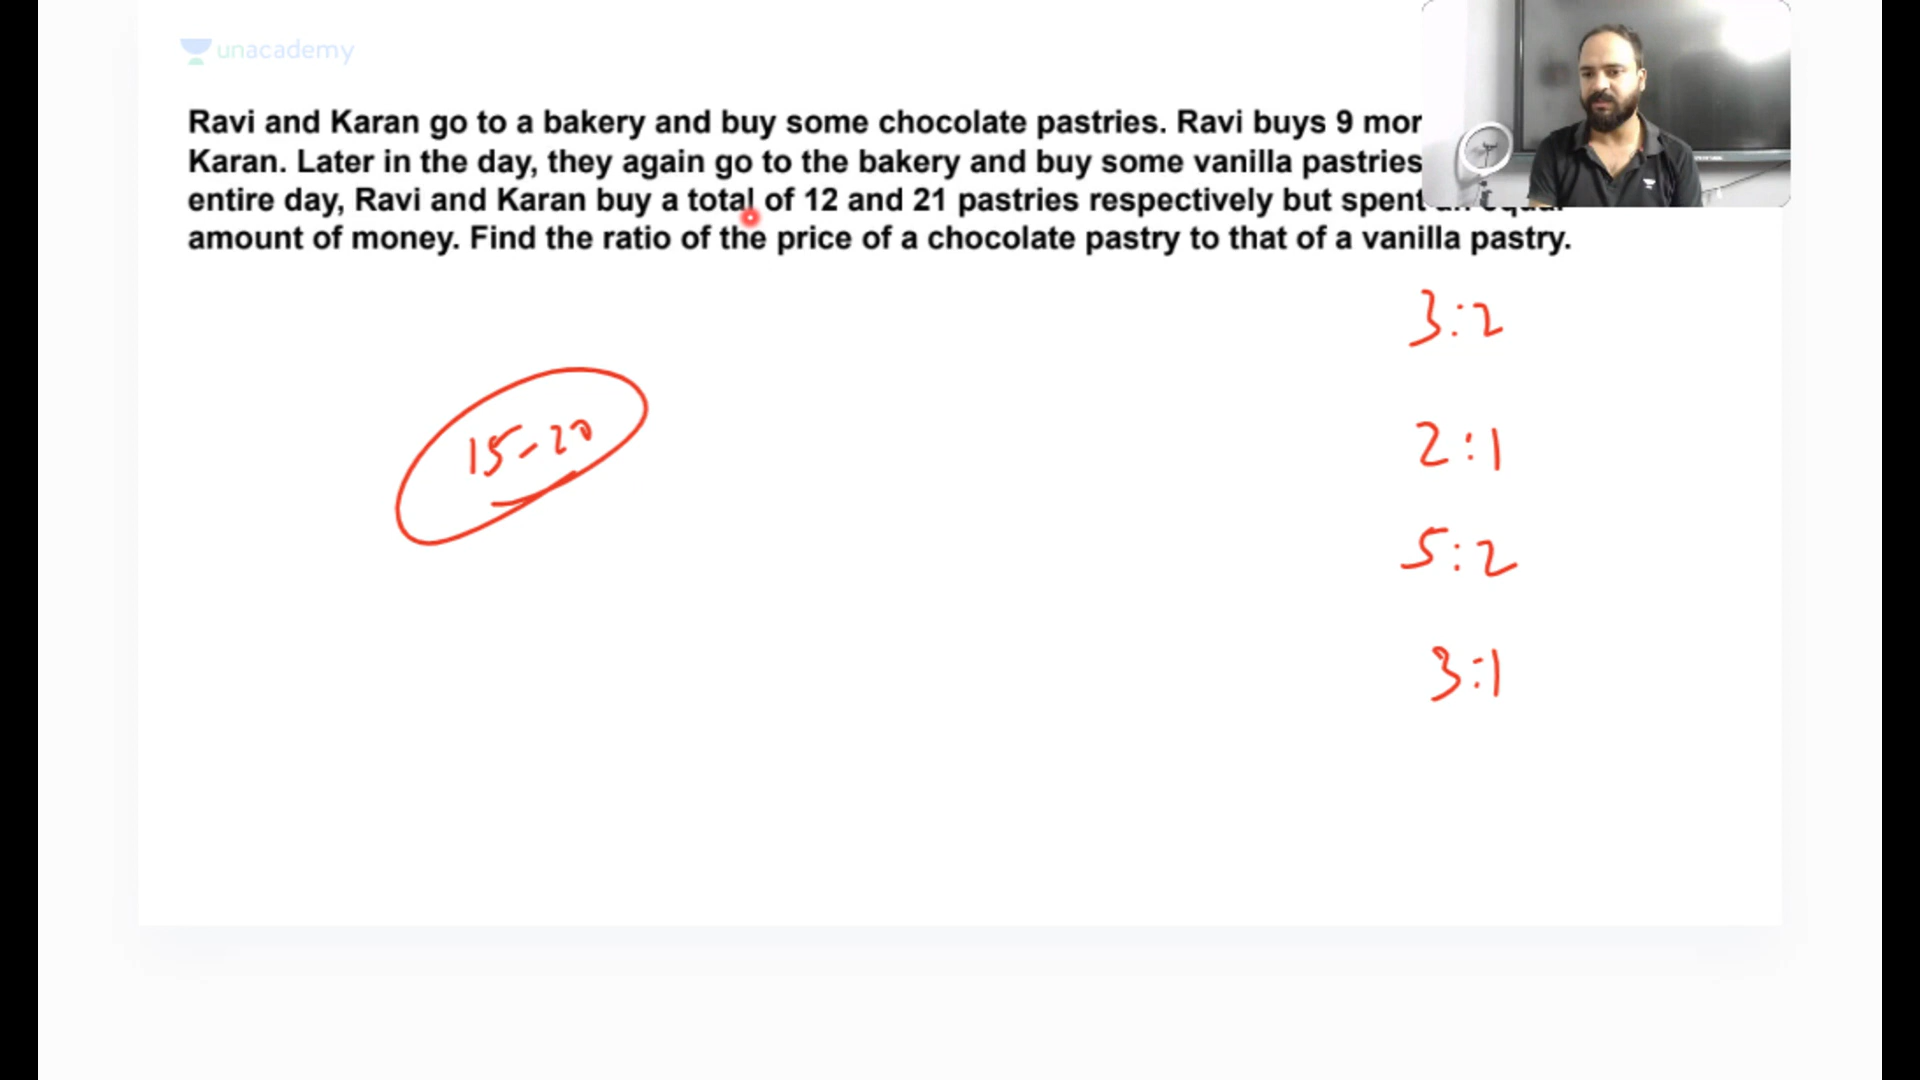 unacademy
Ravi and Karan go to a bakery and buy some chocolate pastries. Ravi buys 9
Karan. Later in the day, they again go to the bakery and buy some vanilla pastries
entire day, Ravi and Karan buy a total of 12 and 21 pastries respectively but spent
amount of money. Find the ratio of the price of a chocolate pastry to that of a vanilla pastry.
3:2
15-20
2:1
5:2
3:1